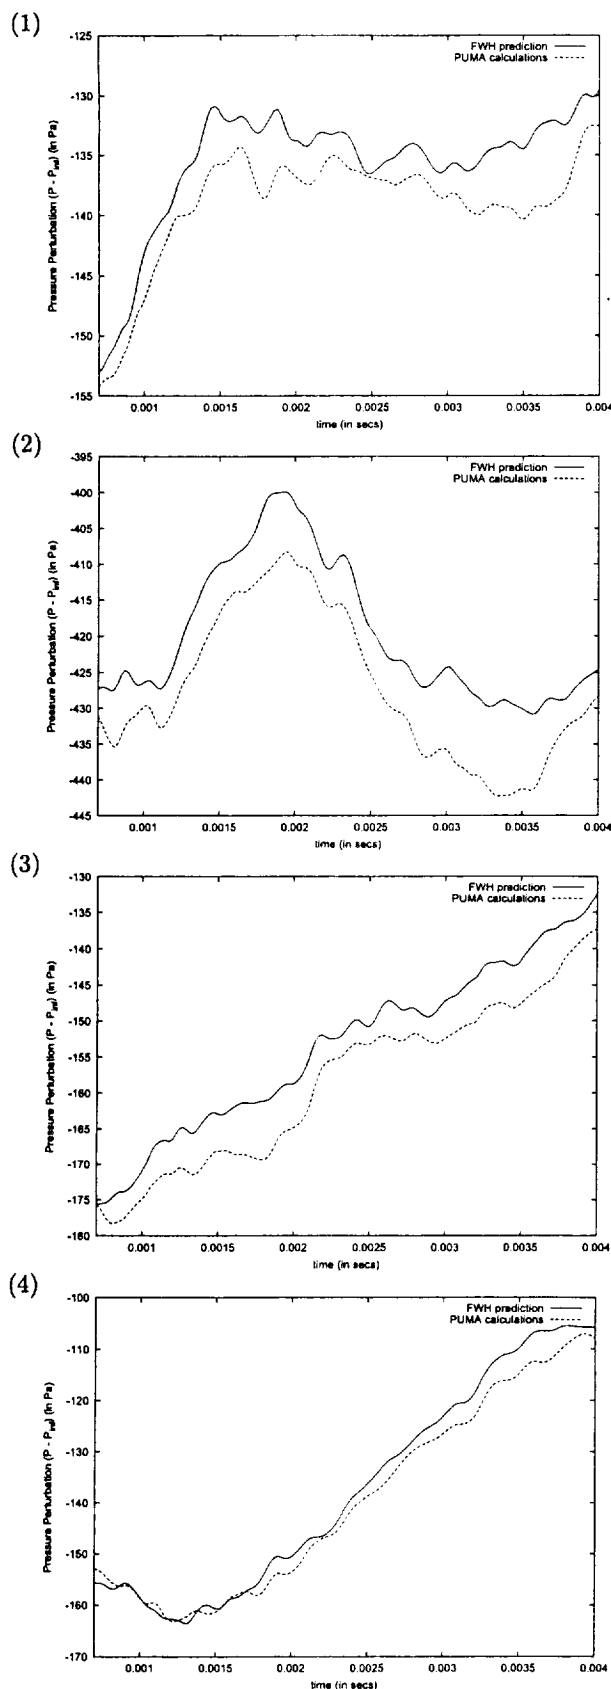 (1)
-125
-130
-135
-140
-145
-150
-155
Pressure Perturbation (P - Pinf) (in Pa)
FWH prediction
PUMA calculations
0.001 0.0015 0.002 0.0025 0.003 0.0035 0.004
time (in secs)
(2)
-395
-400
-405
-410
-415
-420
-425
-430
-435
-440
-445
Pressure Perturbation (P - Pinf) (in Pa)
FWH prediction
PUMA calculations
0.001 0.0015 0.002 0.0025 0.003 0.0035 0.004
time (in secs)
(3)
-130
-135
-140
-145
-150
-155
-160
-165
-170
-175
-180
Pressure Perturbation (P - Pinf) (in Pa)
FWH prediction
PUMA calculations
0.001 0.0015 0.002 0.0025 0.003 0.0035 0.004
time (in secs)
(4)
-100
-110
-120
-130
-140
-150
-160
-170
Pressure Perturbation (P - Pinf) (in Pa)
FWH prediction
PUMA calculations
0.001 0.0015 0.002 0.0025 0.003 0.0035 0.004
time (in secs)